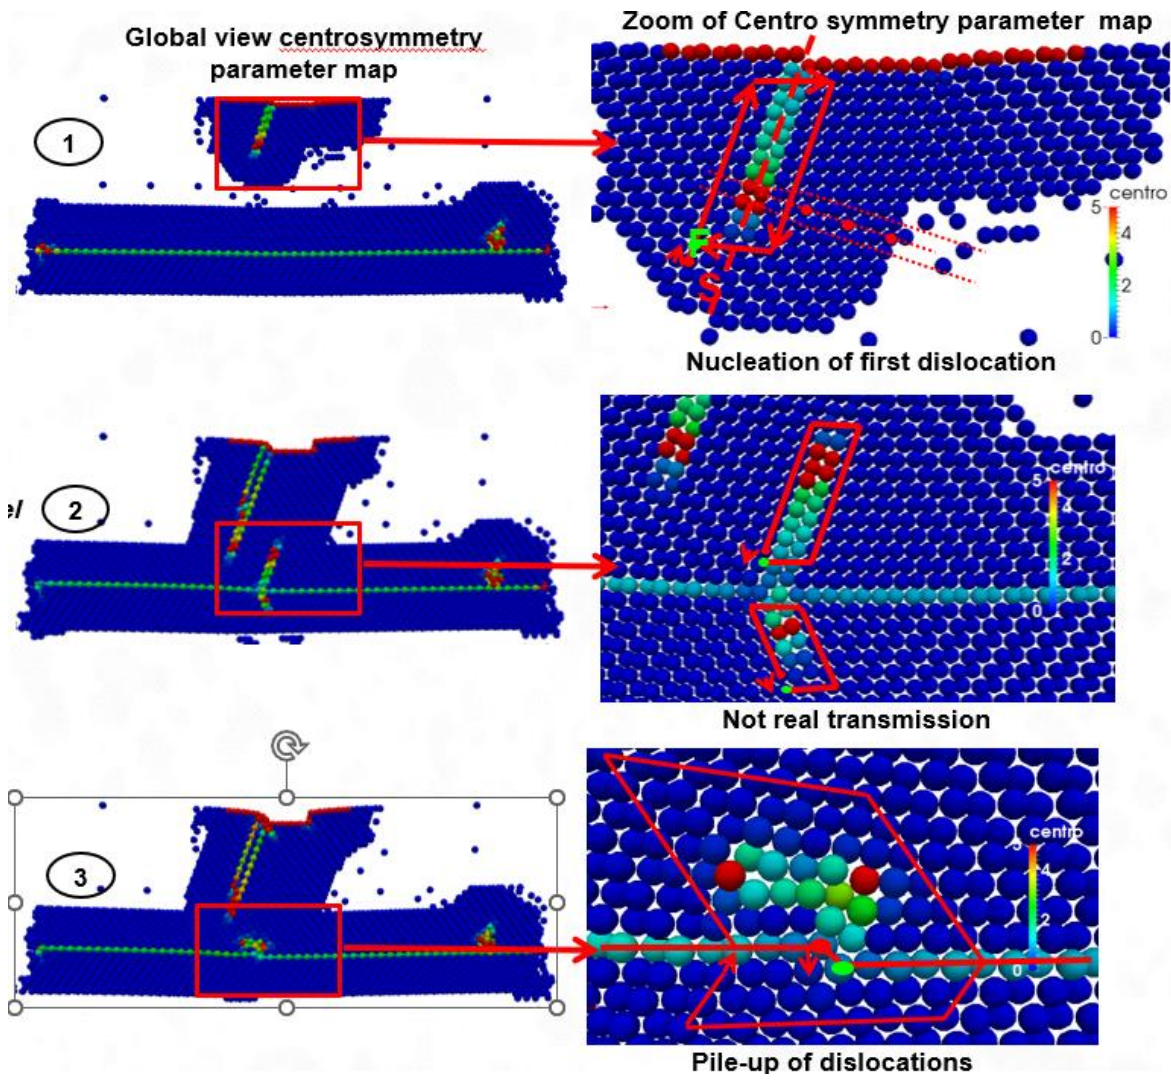 Global view centrosymmetry
parameter map
Zoom of Centro symmetry parameter map
1
centro
5
4
2
0
F
S
Nucleation of first dislocation
e/
2
centro
5
4
2
0
Not real transmission
3
centro
5
4
2
0
Pile-up of dislocations